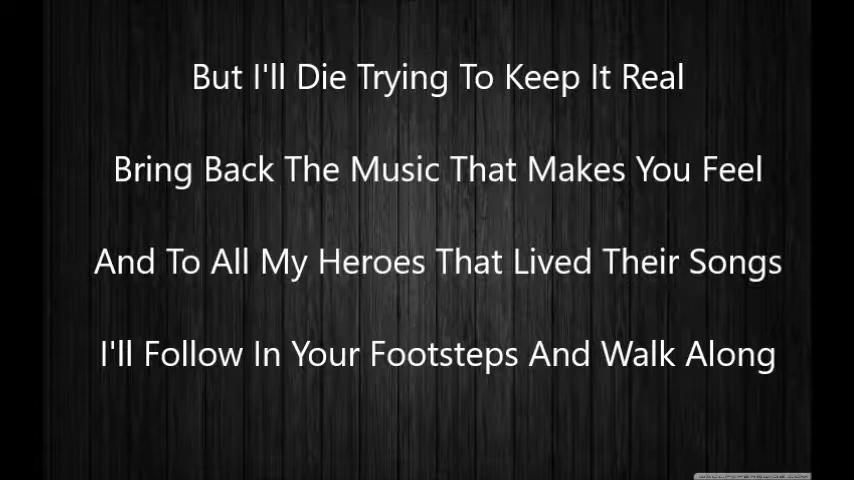 But I'll Die Trying To Keep It Real
Bring Back The Music That Makes You Feel
And To All My Heroes That Lived Their Songs
I'll Follow In Your Footsteps And Walk Along